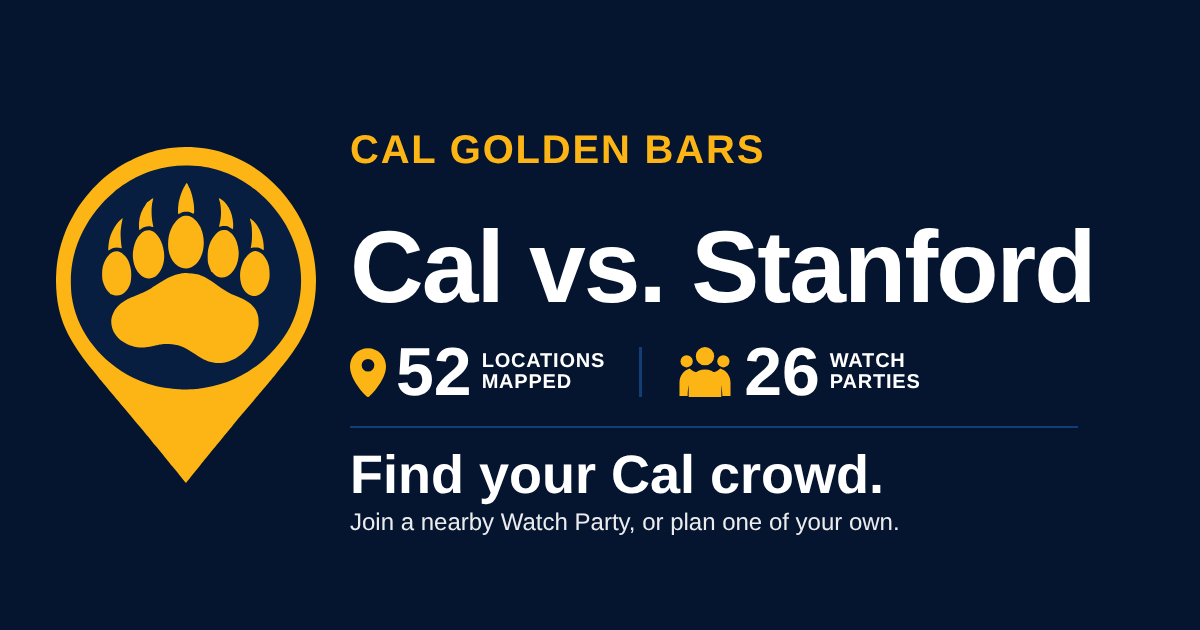 CAL GOLDEN BARS
Cal vs. Stanford
52 LOCATIONS MAPPED
26 WATCH PARTIES
Find your Cal crowd.
Join a nearby Watch Party, or plan one of your own.